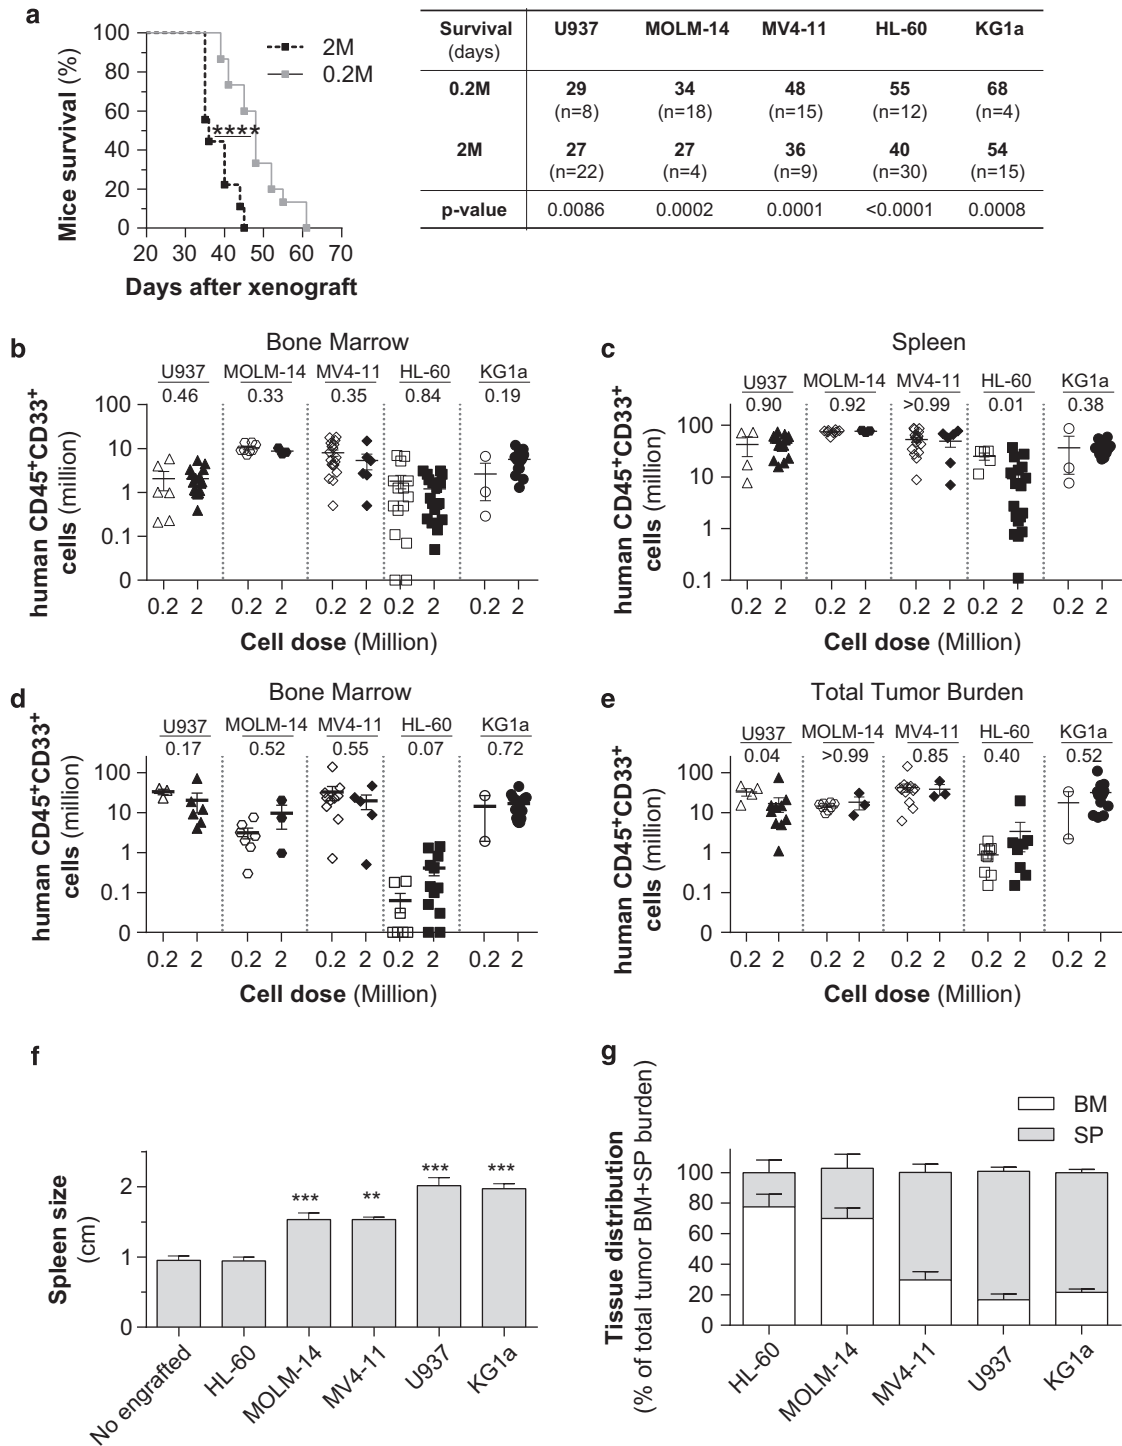 a
Mice survival (%)
100
80
60
40
20
0
20 30 40 50 60 70
Days after xenograft
2M
0.2M
****
Survival (days) U937 MOLM-14 MV4-11 HL-60 KG1a
0.2M 29 34 48 55 68
(n=8) (n=18) (n=15) (n=12) (n=4)
2M 27 27 36 40 54
(n=22) (n=4) (n=9) (n=30) (n=15)
p-value 0.0086 0.0002 0.0001 <0.0001 0.0008
b
Bone Marrow
U937 MOLM-14 MV4-11 HL-60 KG1a
0.46 0.33 0.35 0.84 0.19
human CD45+CD33+
cells (million)
100
10
1
0.1
0
0.2 2 0.2 2 0.2 2 0.2 2 0.2 2
Cell dose (Million)
c
Spleen
U937 MOLM-14 MV4-11 HL-60 KG1a
0.90 0.92 >0.99 0.01 0.38
human CD45+CD33+
cells (million)
100
10
1
0.1
0.2 2 0.2 2 0.2 2 0.2 2 0.2 2
Cell dose (Million)
d
Bone Marrow
U937 MOLM-14 MV4-11 HL-60 KG1a
0.17 0.52 0.55 0.07 0.72
human CD45+CD33+
cells (million)
100
10
1
0.1
0
0.2 2 0.2 2 0.2 2 0.2 2 0.2 2
Cell dose (Million)
e
Total Tumor Burden
U937 MOLM-14 MV4-11 HL-60 KG1a
0.04 >0.99 0.85 0.40 0.52
human CD45+CD33+
cells (million)
100
10
1
0.1
0
0.2 2 0.2 2 0.2 2 0.2 2 0.2 2
Cell dose (Million)
f
Spleen size
(cm)
2
1
0
*** ** *** ***
No engrafted HL-60 MOLM-14 MV4-11 U937 KG1a
g
Tissue distribution
(% of total tumor BM+SP burden)
BM
SP
100
80
60
40
20
0
HL-60 MOLM-14 MV4-11 U937 KG1a